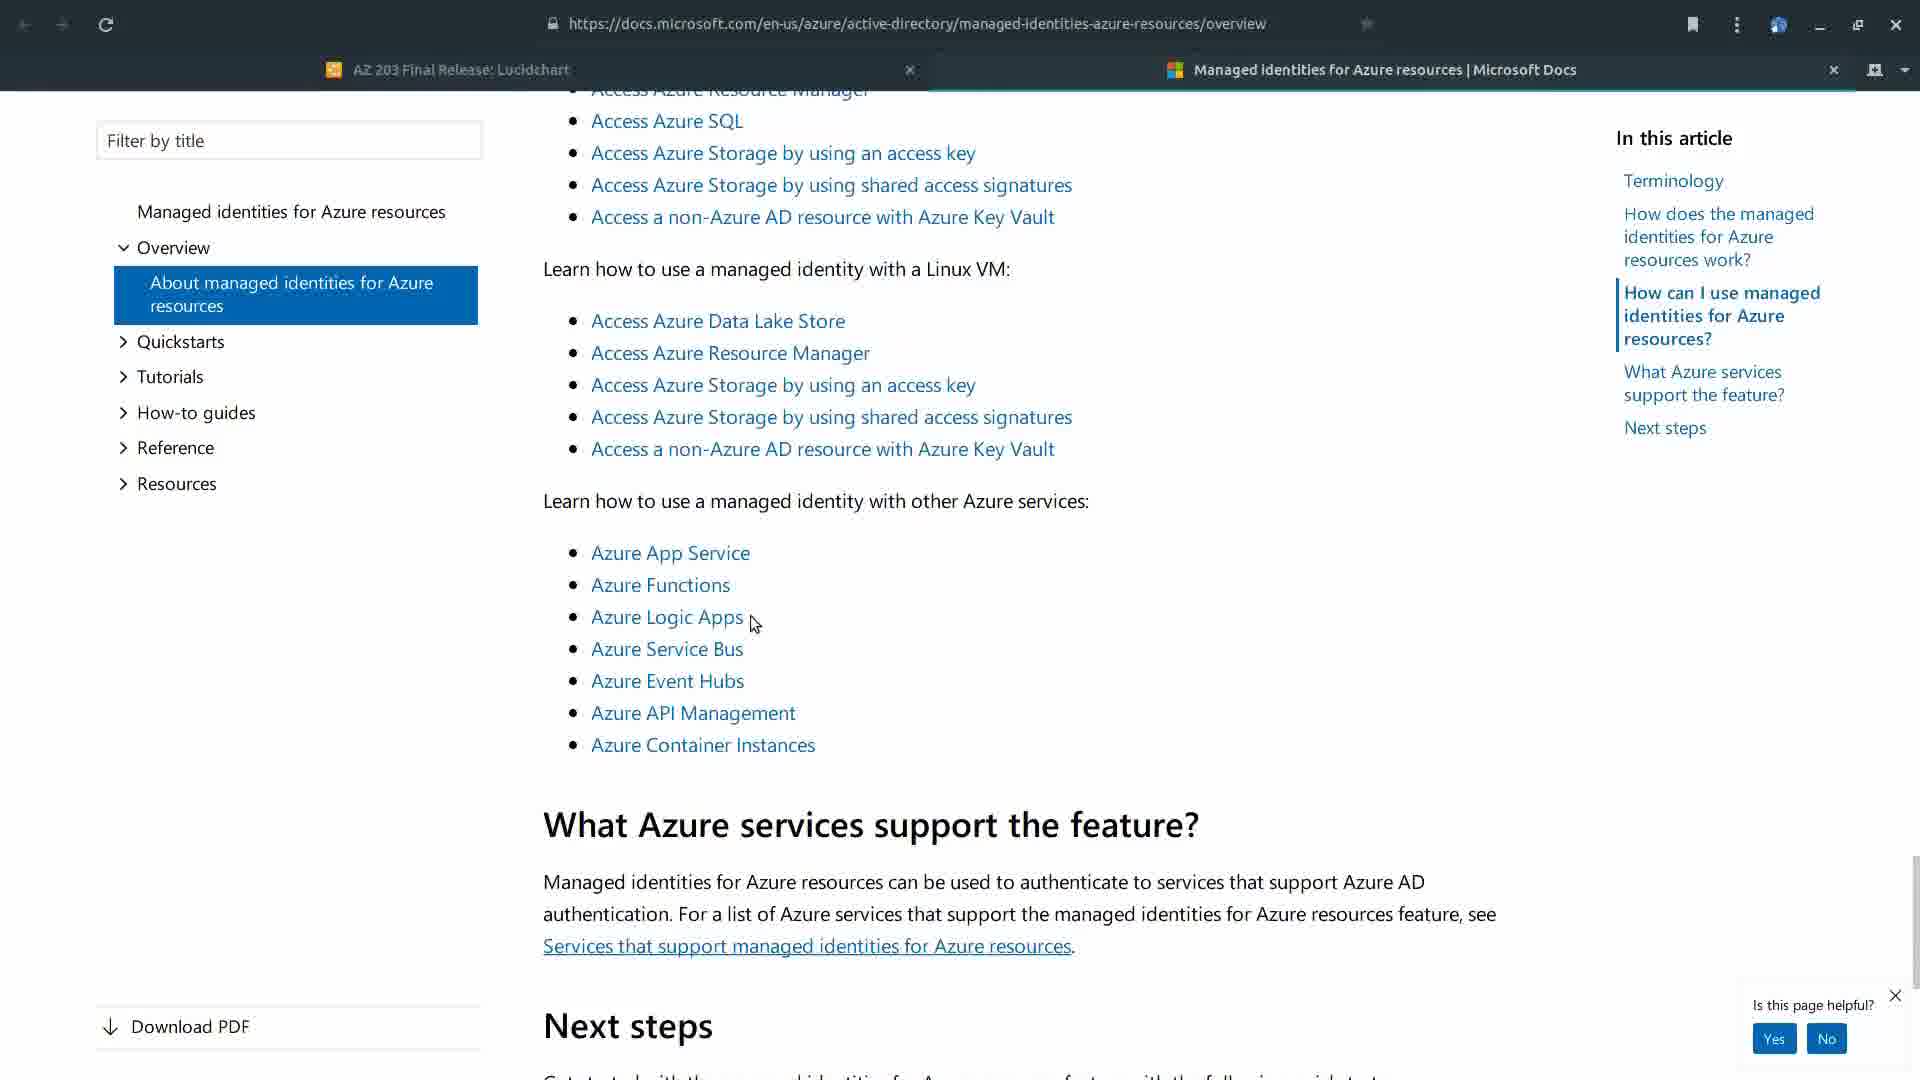 https://docs.microsoft.com/en-us/azure/active-directory/managed-identities-azure-resources/overview
AZ 203 Final Release: Lucidchart
Managed identities for Azure resources | Microsoft Docs
Filter by title
Managed identities for Azure resources
Overview
About managed identities for Azure
resources
Quickstarts
Tutorials
How-to guides
Reference
Resources
Download PDF
Access Azure Resource Manager
Access Azure SQL
Access Azure Storage by using an access key
Access Azure Storage by using shared access signatures
Access a non-Azure AD resource with Azure Key Vault
Learn how to use a managed identity with a Linux VM:
Access Azure Data Lake Store
Access Azure Resource Manager
Access Azure Storage by using an access key
Access Azure Storage by using shared access signatures
Access a non-Azure AD resource with Azure Key Vault
Learn how to use a managed identity with other Azure services:
Azure App Service
Azure Functions
Azure Logic Apps
Azure Service Bus
Azure Event Hubs
Azure API Management
Azure Container Instances
What Azure services support the feature?
Managed identities for Azure resources can be used to authenticate to services that support Azure AD
authentication. For a list of Azure services that support the managed identities for Azure resources feature, see
Services that support managed identities for Azure resources.
Next steps
In this article
Terminology
How does the managed
identities for Azure
resources work?
How can I use managed
identities for Azure
resources?
What Azure services
support the feature?
Next steps
Is this page helpful?
Yes
No